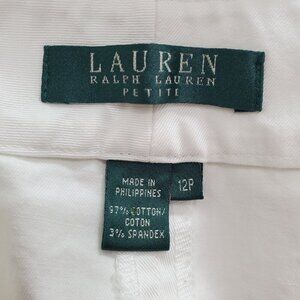 LAUREN
RALPH LAUREN
PETITE
MADE IN
PHILIPPINES
12P
97% COTTON/
COTON
3% SPANDEX